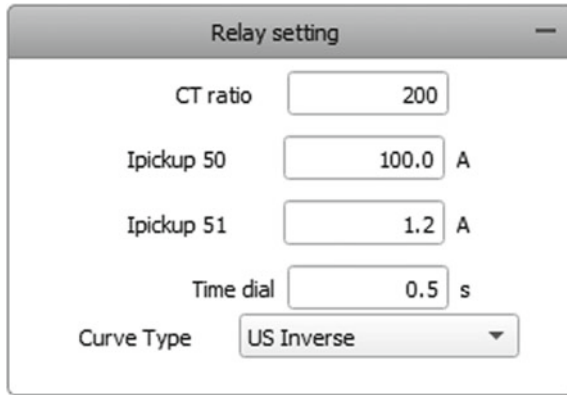 Relay setting
CT ratio 200
Ipickup 50 100.0 A
Ipickup 51 1.2 A
Time dial 0.5 s
Curve Type US Inverse